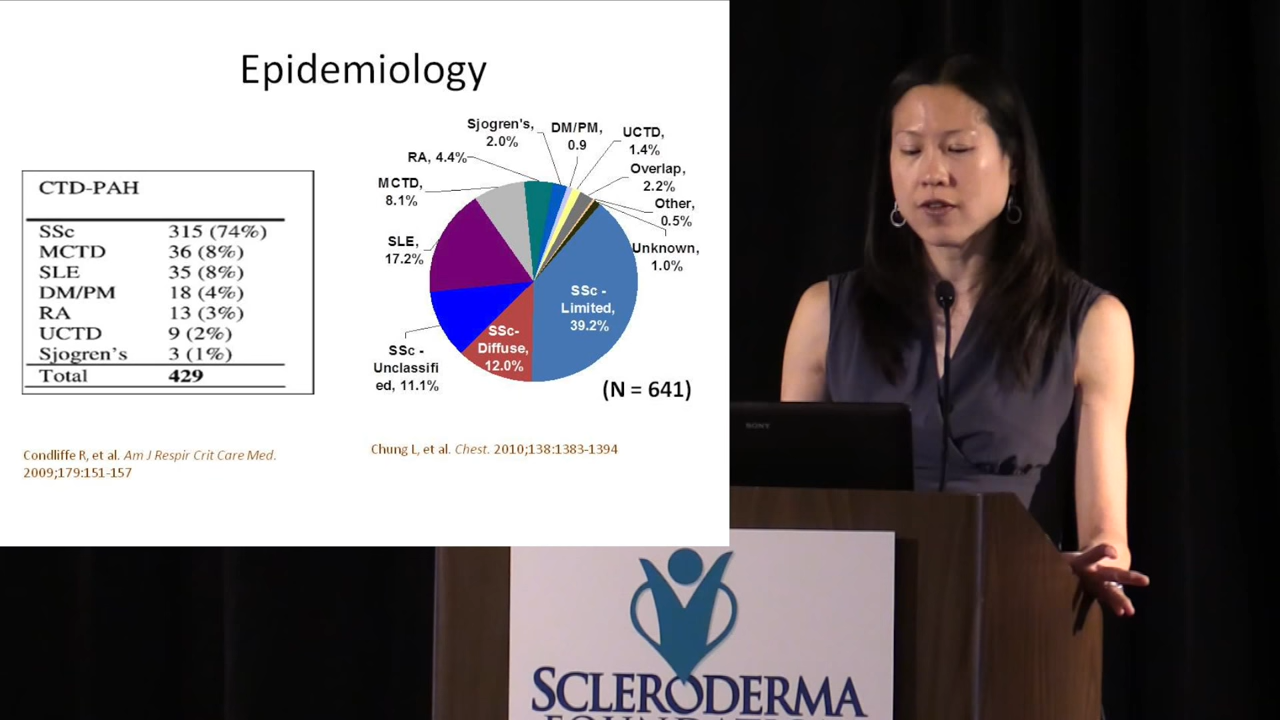 Epidemiology
CTD-PAH
SSc 315 (74%)
MCTD 36 (8%)
SLE 35 (8%)
DM/PM 18 (4%)
RA 13 (3%)
UCTD 9 (2%)
Sjogren's 3 (1%)
Total 429
Condliffe R, et al. Am J Respir Crit Care Med.
2009;179:151-157
Sjogren's,
2.0%
DM/PM,
0.9
UCTD,
1.4%
RA, 4.4%
Overlap,
2.2%
MCTD,
8.1%
Other,
0.5%
SLE,
17.2%
Unknown,
1.0%
SSc -
Limited,
39.2%
SSc-
Diffuse,
12.0%
SSc -
Unclassifi
ed, 11.1%
(N = 641)
Chung L, et al. Chest. 2010;138:1383-1394
SONY
SCLERODERMA
FOUNDATION